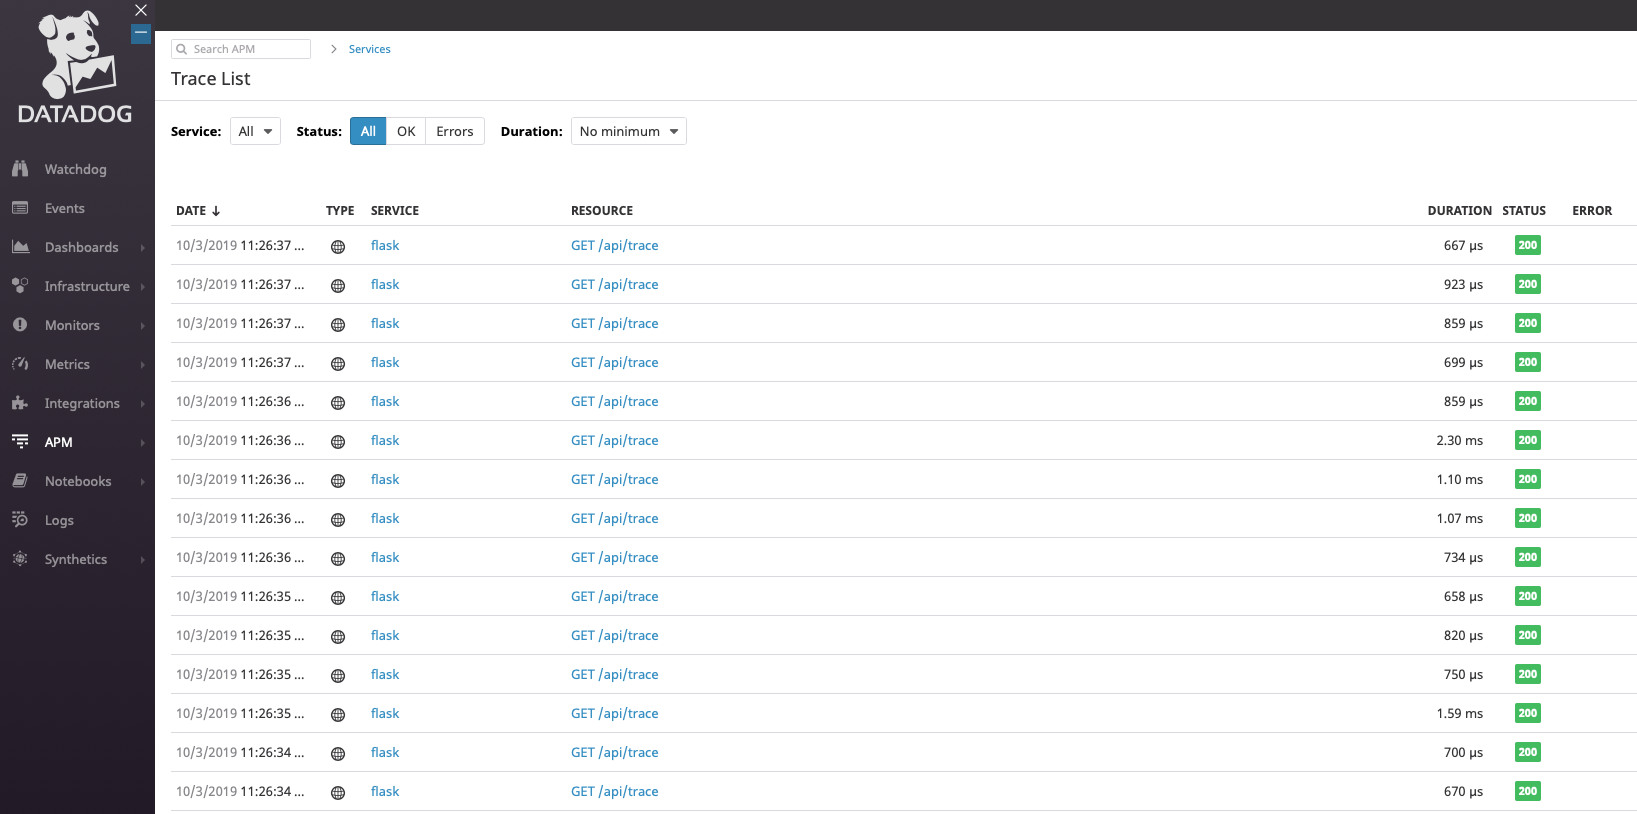 DATADOG
Watchdog
Events
Dashboards
Infrastructure
Monitors
Metrics
Integrations
APM
Notebooks
Logs
Synthetics
Search APM > Services
Trace List
Service: All Status: All OK Errors Duration: No minimum
DATE ↓ TYPE SERVICE RESOURCE DURATION STATUS ERROR
10/3/2019 11:26:37 ... flask GET /api/trace 667 µs 200
10/3/2019 11:26:37 ... flask GET /api/trace 923 µs 200
10/3/2019 11:26:37 ... flask GET /api/trace 859 µs 200
10/3/2019 11:26:37 ... flask GET /api/trace 699 µs 200
10/3/2019 11:26:36 ... flask GET /api/trace 859 µs 200
10/3/2019 11:26:36 ... flask GET /api/trace 2.30 ms 200
10/3/2019 11:26:36 ... flask GET /api/trace 1.10 ms 200
10/3/2019 11:26:36 ... flask GET /api/trace 1.07 ms 200
10/3/2019 11:26:36 ... flask GET /api/trace 734 µs 200
10/3/2019 11:26:35 ... flask GET /api/trace 658 µs 200
10/3/2019 11:26:35 ... flask GET /api/trace 820 µs 200
10/3/2019 11:26:35 ... flask GET /api/trace 750 µs 200
10/3/2019 11:26:35 ... flask GET /api/trace 1.59 ms 200
10/3/2019 11:26:34 ... flask GET /api/trace 700 µs 200
10/3/2019 11:26:34 ... flask GET /api/trace 670 µs 200